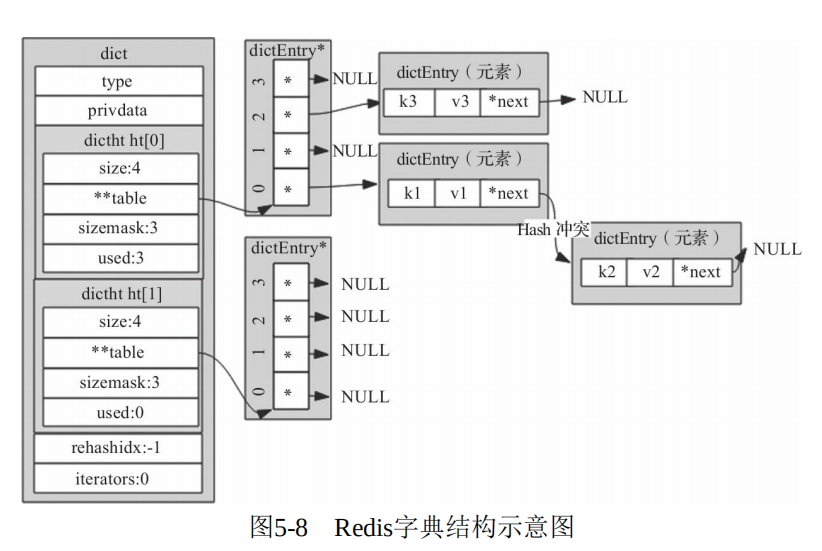 dict
type
privdata
dictht ht[0]
size:4
**table
sizemask:3
used:3
dictht ht[1]
size:4
**table
sizemask:3
used:0
rehashidx:-1
iterators:0
dictEntry*
3 * NULL
2 *
1 * NULL
0 *
dictEntry（元素）
k3 v3 *next NULL
dictEntry（元素）
k1 v1 *next
Hash 冲突
dictEntry（元素）
k2 v2 *next NULL
dictEntry*
3 * NULL
2 * NULL
1 * NULL
0 * NULL
图5-8 Redis字典结构示意图